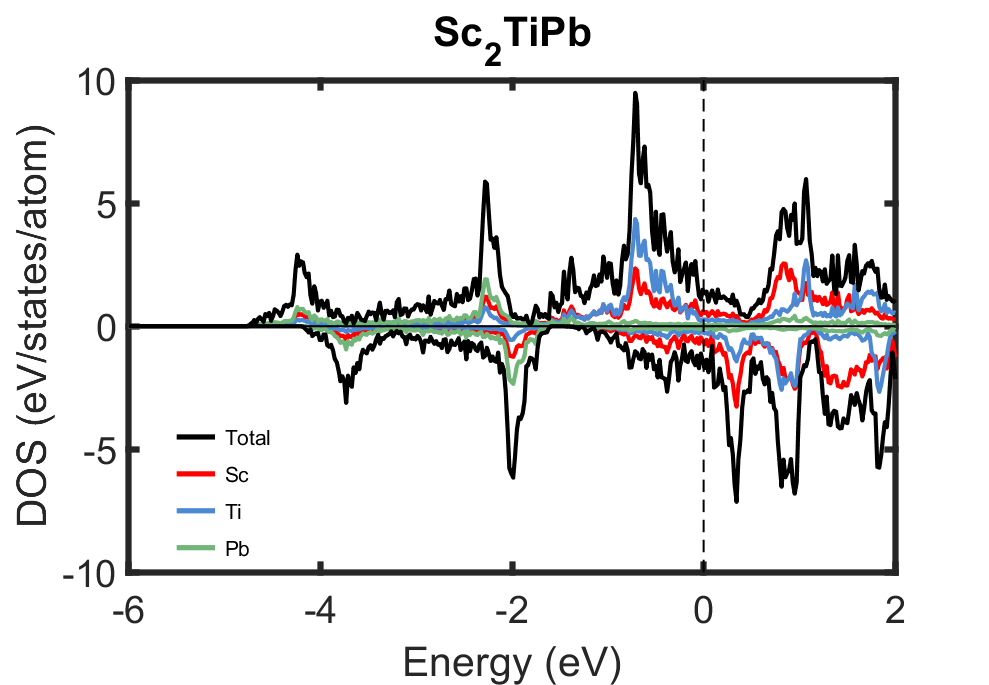 Sc2TiPb
DOS (eV/states/atom)
10
5
0
-5
-10
Total
Sc
Ti
Pb
-6 -4 -2 0 2
Energy (eV)